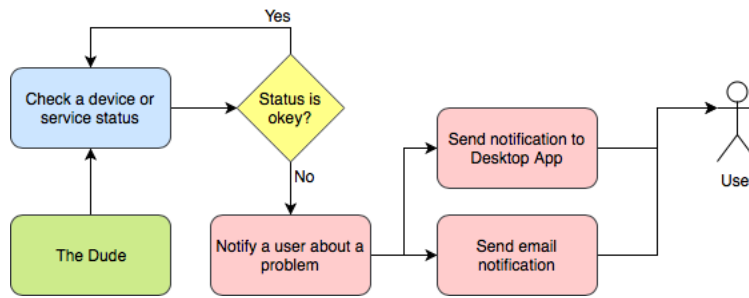 Yes
Check a device or
service status
Status is
okey?
Send notification to
Desktop App
No
Use
The Dude
Notify a user about a
problem
Send email
notification